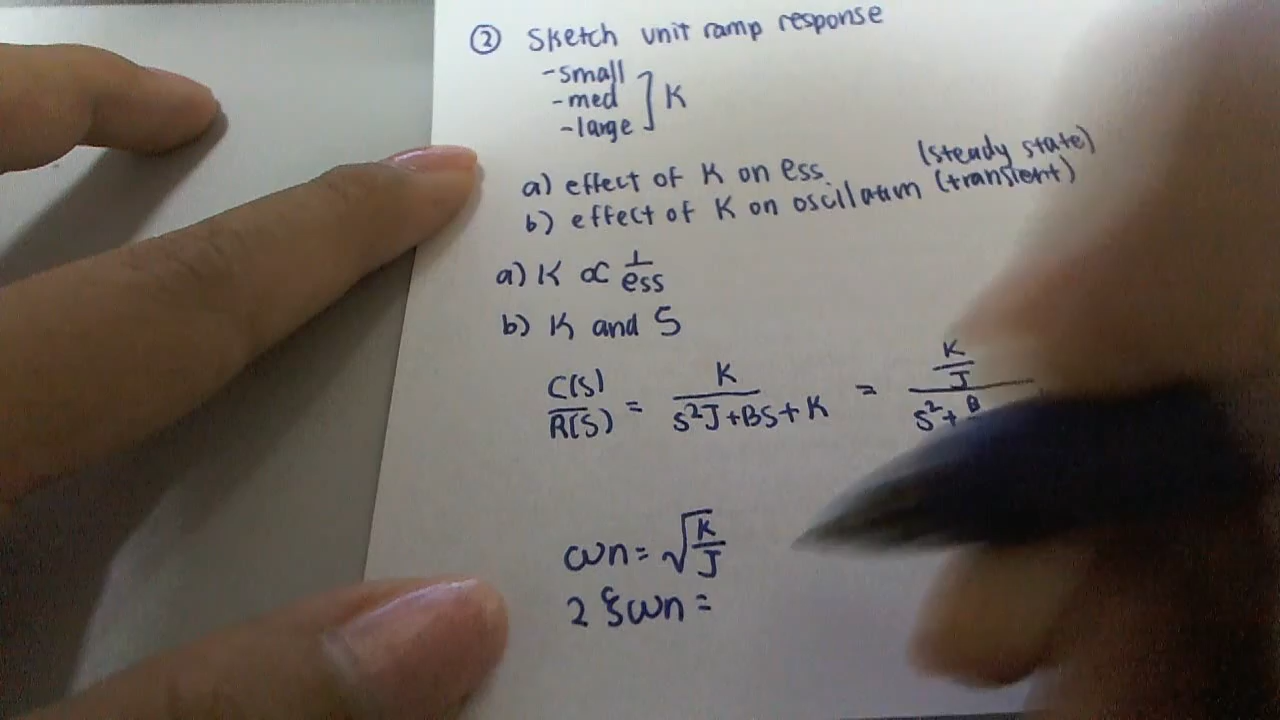 ② Sketch unit ramp response
-small
-med
-large
] K
a) effect of K on ess (steady state)
b) effect of K on oscillation (transient)
a) K ∝ 1/ess
b) K and ζ
C(s)/R(s) = K/(s²J+BS+K) = (K/J)/(s²+B
ωn = √(K/J)
2ζωn =